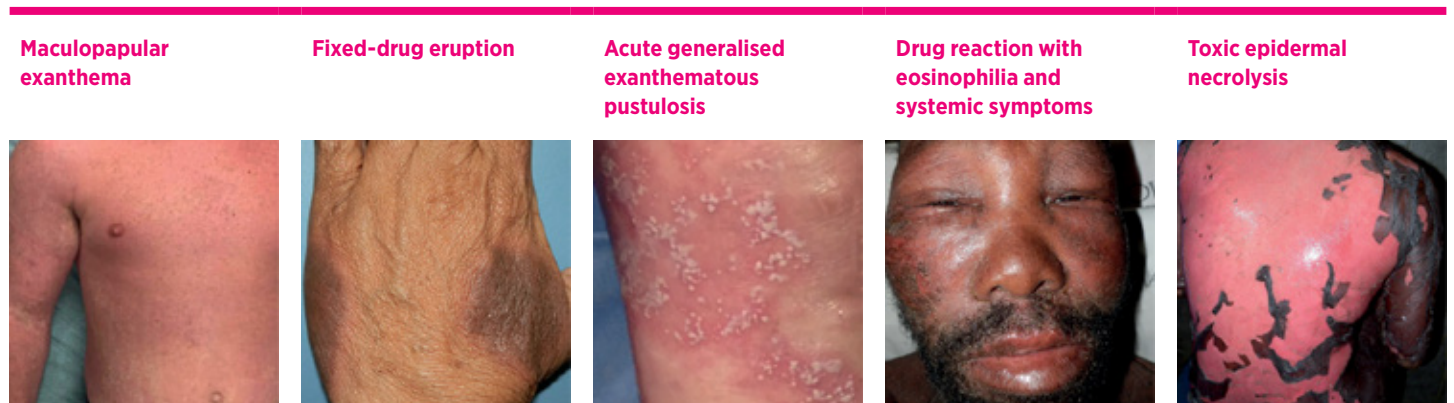 Maculopapular
exanthema
Fixed-drug eruption
Acute generalised
exanthematous
pustulosis
Drug reaction with
eosinophilia and
systemic symptoms
Toxic epidermal
necrolysis